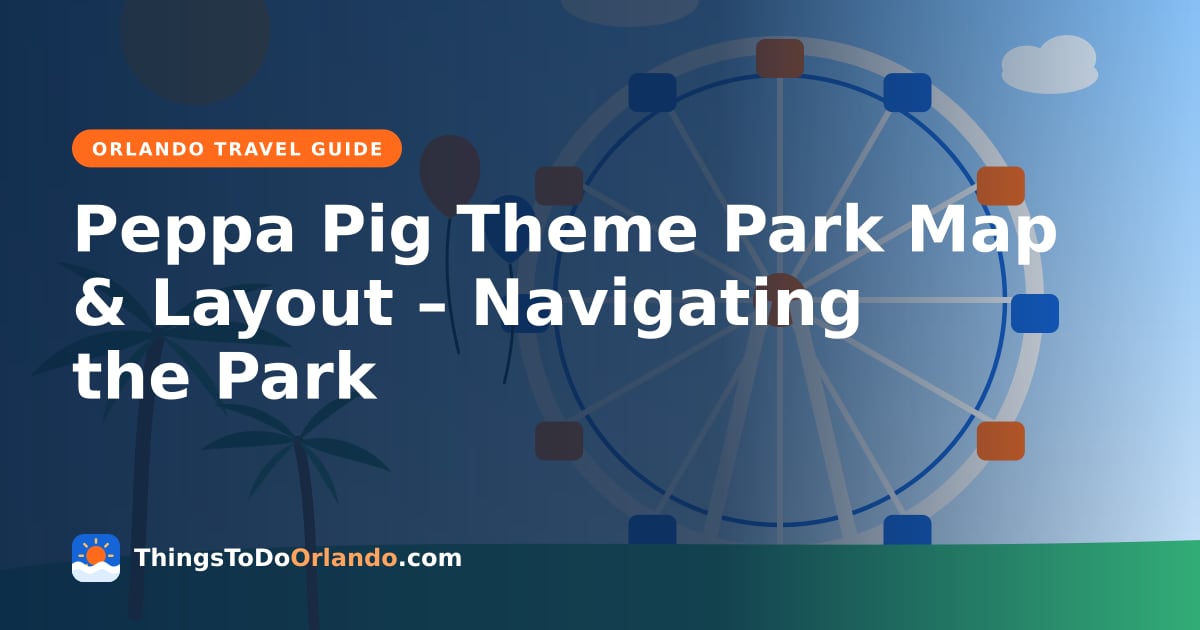 ORLANDO TRAVEL GUIDE
Peppa Pig Theme Park Map
& Layout – Navigating
the Park
ThingsToDoOrlando.com